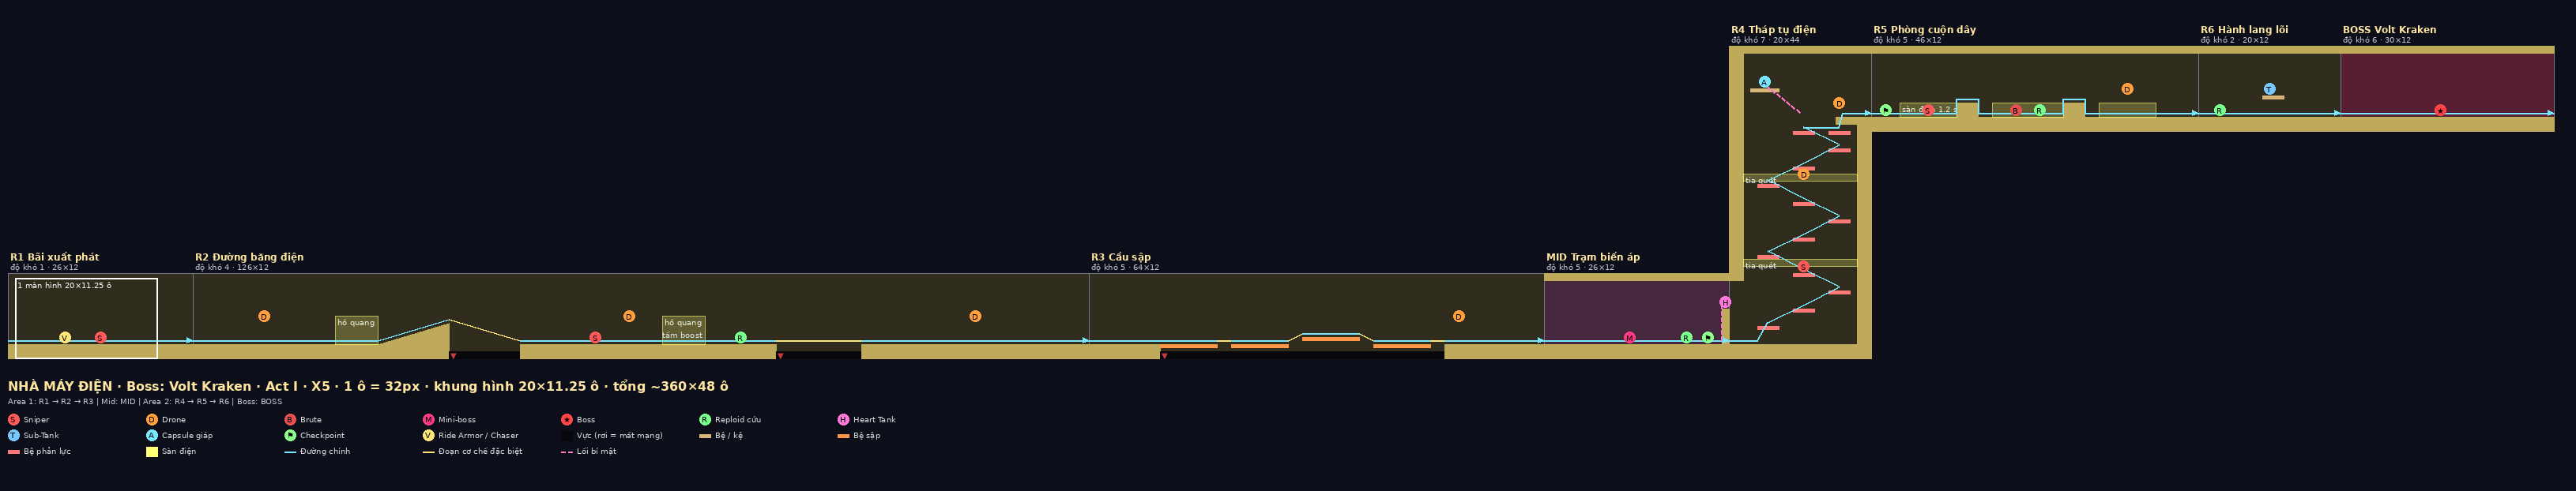 R4 Tháp tụ điện
độ khó 7 · 20×44
R5 Phòng cuộn dây
độ khó 5 · 46×12
R6 Hành lang lõi
độ khó 2 · 20×12
BOSS Volt Kraken
độ khó 6 · 30×12
A
D
D
T
S
B
R
R
★
tia quét
D
tia quét
S
R1 Bãi xuất phát
độ khó 1 · 26×12
R2 Đường băng điện
độ khó 4 · 126×12
R3 Cầu sập
độ khó 5 · 64×12
MID Trạm biến áp
độ khó 5 · 26×12
1 màn hình 20×11.25 ô
V
S
D
hồ quang
S
D
hồ quang
tấm boost
R
D
D
M
R
H
NHÀ MÁY ĐIỆN · Boss: Volt Kraken · Act I · X5 · 1 ô = 32px · khung hình 20×11.25 ô · tổng ~360×48 ô
Area 1: R1 → R2 → R3 | Mid: MID | Area 2: R4 → R5 → R6 | Boss: BOSS
S Sniper
D Drone
B Brute
M Mini-boss
★ Boss
R Reploid cứu
H Heart Tank
T Sub-Tank
A Capsule giáp
⚑ Checkpoint
V Ride Armor / Chaser
Vực (rơi = mất mạng)
Bệ / kệ
Bệ sập
Bệ phản lực
Sàn điện
Đường chính
Đoạn cơ chế đặc biệt
Lối bí mật